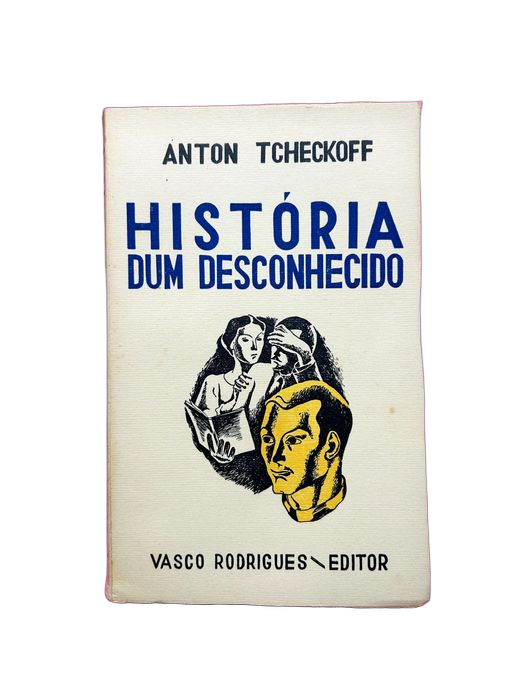 ANTON TCHECKOFF
HISTÓRIA
DUM DESCONHECIDO
VASCO RODRIGUES \ EDITOR